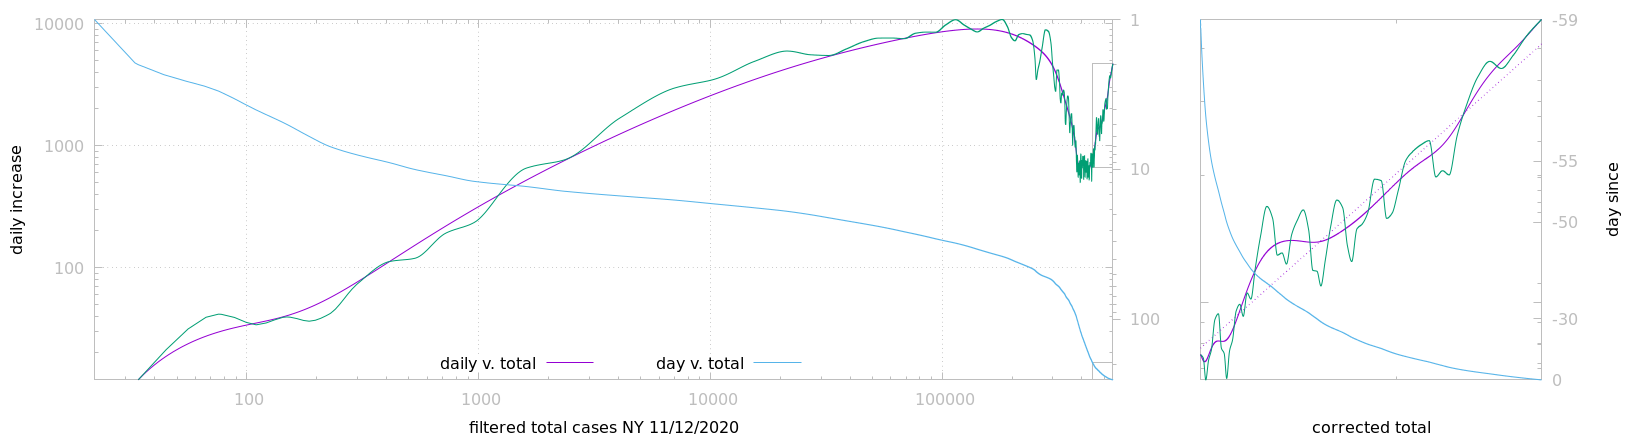 10000
1000
100
daily increase
1
10
100
daily v. total
day v. total
100
1000
10000
100000
filtered total cases NY 11/12/2020
-59
-55
-50
-30
0
day since
corrected total